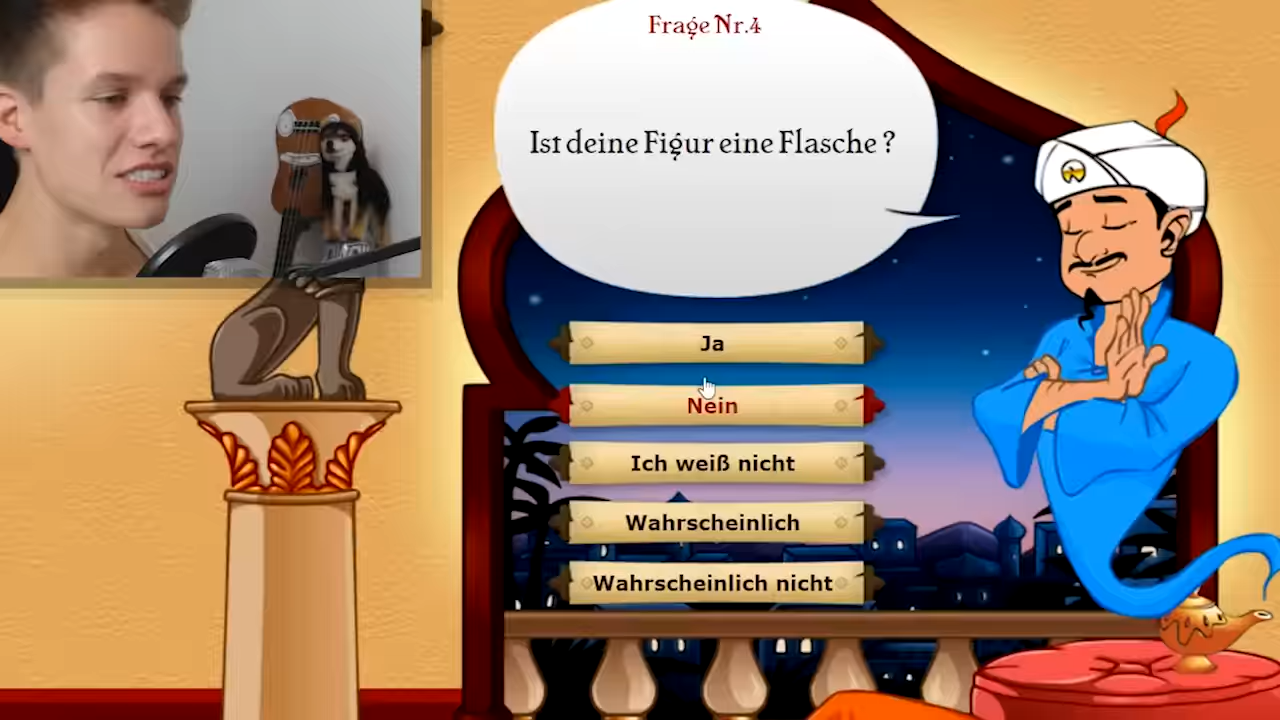 Frage Nr.4
Ist deine Figur eine Flasche ?
Ja
Nein
Ich weiß nicht
Wahrscheinlich
Wahrscheinlich nicht